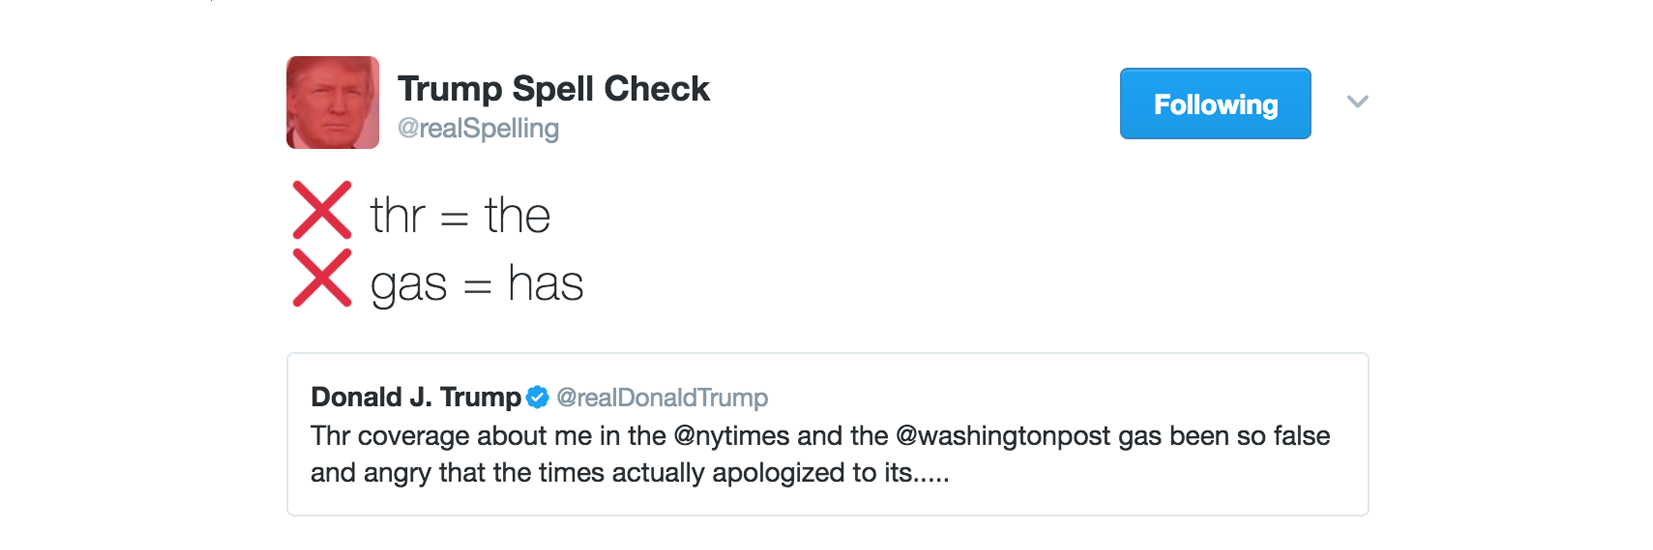 Trump Spell Check
@realSpelling
Following
❌ thr = the
❌ gas = has
Donald J. Trump @realDonaldTrump
Thr coverage about me in the @nytimes and the @washingtonpost gas been so false
and angry that the times actually apologized to its.....